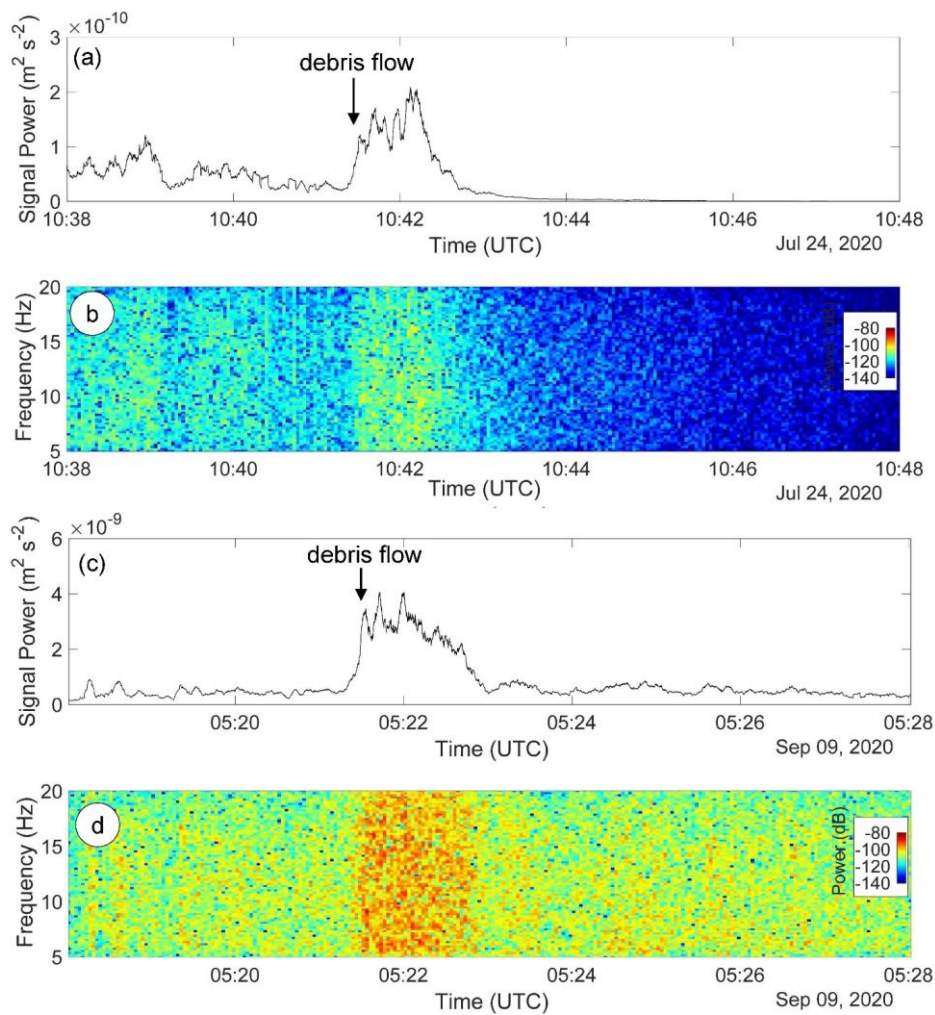 ×10⁻¹⁰
(a)
debris flow
Signal Power (m² s⁻²)
3
2
1
0
10:38 10:40 10:42 10:44 10:46 10:48
Time (UTC)
Jul 24, 2020
b
Frequency (Hz)
20
15
10
5
-80
-100
-120
-140
10:38 10:40 10:42 10:44 10:46 10:48
Time (UTC)
Jul 24, 2020
×10⁻⁹
(c)
debris flow
Signal Power (m² s⁻²)
6
4
2
0
05:20 05:22 05:24 05:26 05:28
Time (UTC)
Sep 09, 2020
d
Frequency (Hz)
20
15
10
5
Power (dB)
-80
-100
-120
-140
05:20 05:22 05:24 05:26 05:28
Time (UTC)
Sep 09, 2020